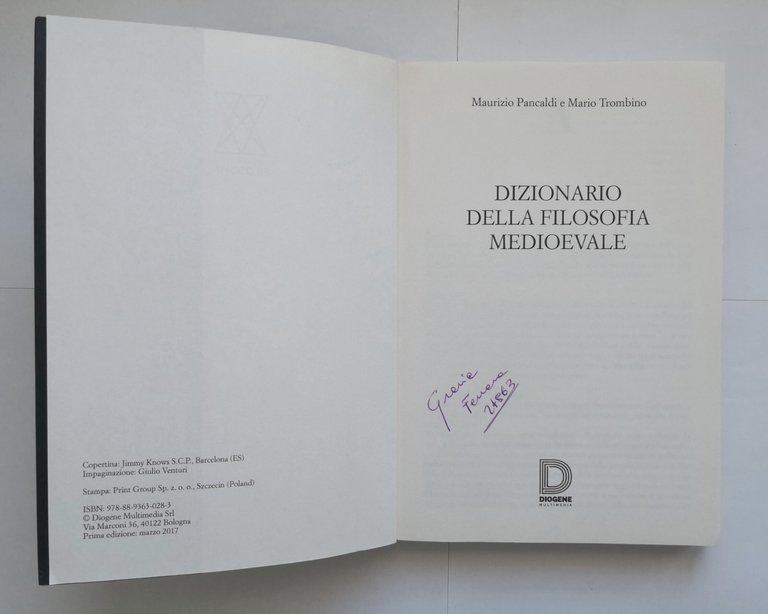 Copertina: Jimmy Knows S.C.P., Barcelona (ES)
Impaginazione: Giulio Venturi
Stampa: Print Group Sp. z. o. o., Szczecin (Poland)
ISBN: 978-88-9363-028-3
© Diogene Multimedia Srl
Via Marconi 36, 40122 Bologna
Prima edizione: marzo 2017
Maurizio Pancaldi e Mario Trombino
DIZIONARIO
DELLA FILOSOFIA
MEDIOEVALE
DIOGENE
MULTIMEDIA